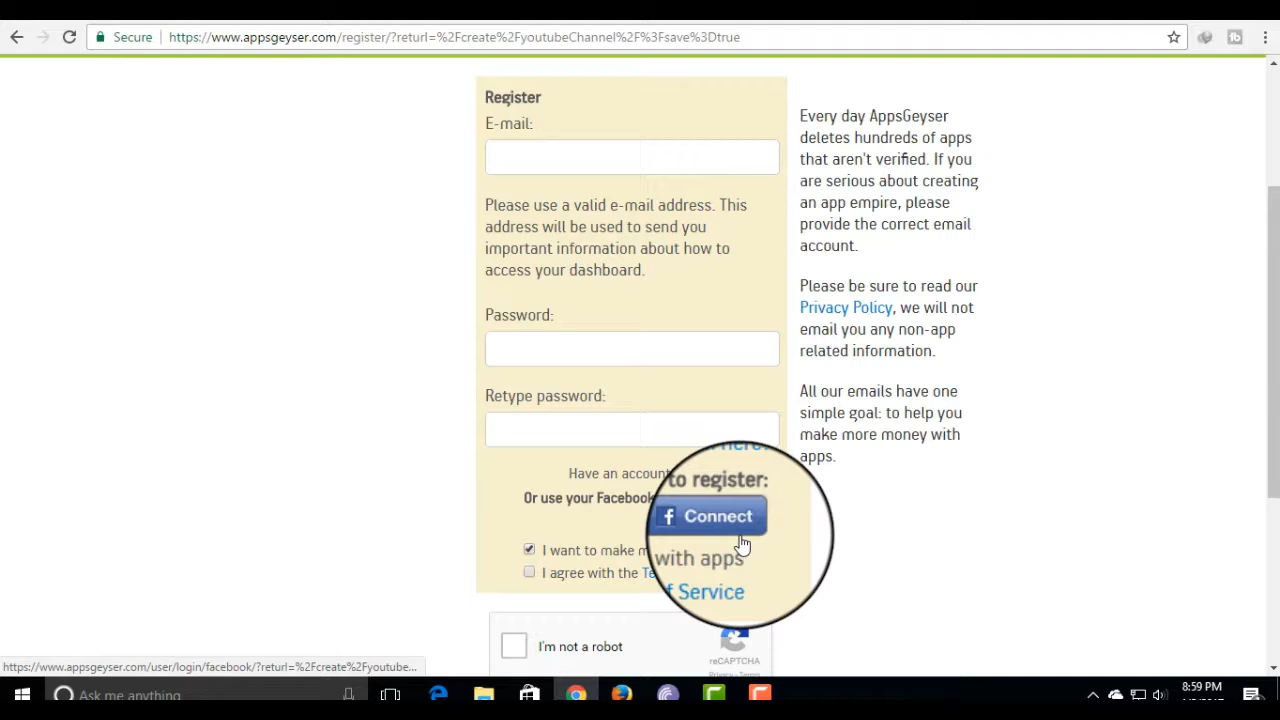 Secure https://www.appsgeyser.com/register/?returl=%2Fcreate%2FyoutubeChannel%2F%3Fsave%3Dtrue
Register
E-mail:
Please use a valid e-mail address. This
address will be used to send you
important information about how to
access your dashboard.
Password:
Retype password:
Have an account
Or use your Facebook
to register:
f Connect
I want to make
with apps
I agree with the
f Service
I'm not a robot
reCAPTCHA
Privacy - Terms
Every day AppsGeyser
deletes hundreds of apps
that aren't verified. If you
are serious about creating
an app empire, please
provide the correct email
account.
Please be sure to read our
Privacy Policy, we will not
email you any non-app
related information.
All our emails have one
simple goal: to help you
make more money with
apps.
https://www.appsgeyser.com/user/login/facebook/?returl=%2Fcreate%2Fyoutube...
Ask me anything
8:59 PM